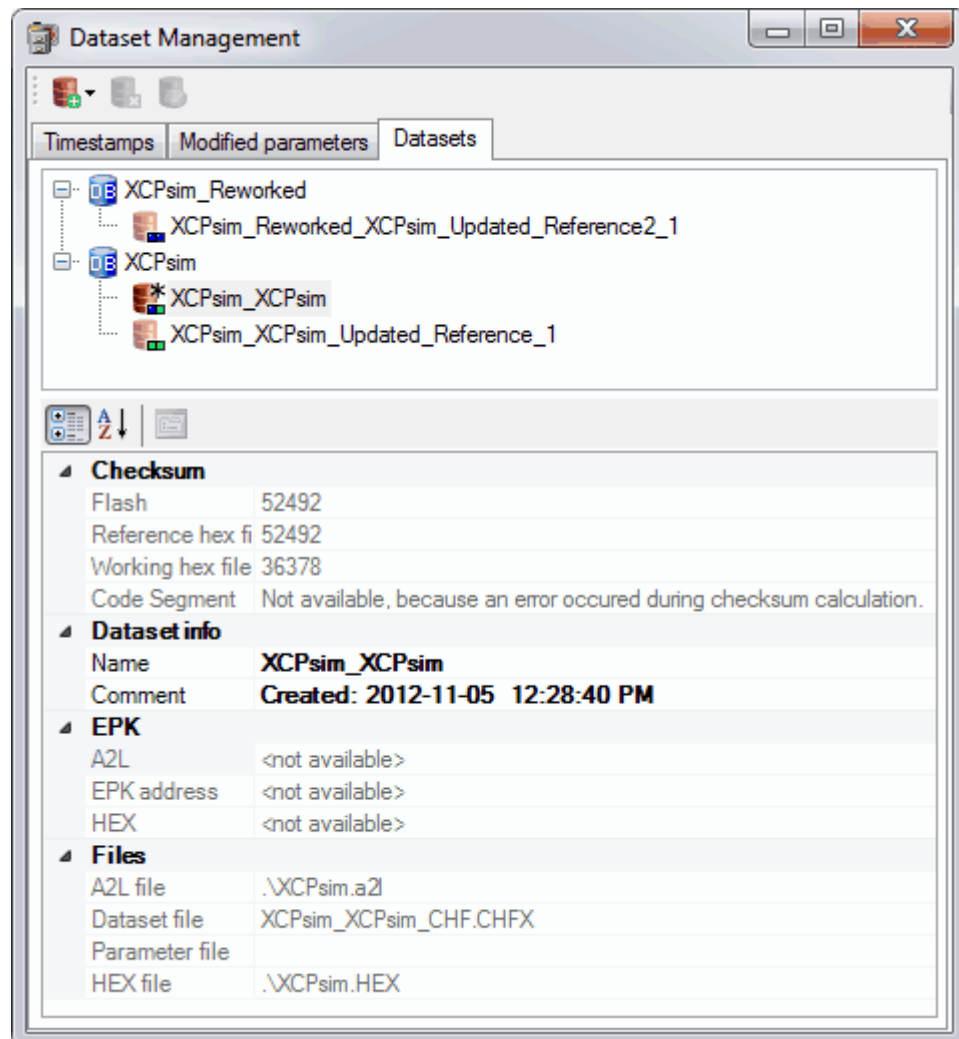 Dataset Management
Timestamps Modified parameters Datasets
XCPsim_Reworked
XCPsim_Reworked_XCPsim_Updated_Reference2_1
XCPsim
XCPsim_XCPsim
XCPsim_XCPsim_Updated_Reference_1
Checksum
Flash 52492
Reference hex fi 52492
Working hex file 36378
Code Segment Not available, because an error occured during checksum calculation.
Dataset info
Name XCPsim_XCPsim
Comment Created: 2012-11-05 12:28:40 PM
EPK
A2L <not available>
EPK address <not available>
HEX <not available>
Files
A2L file .\XCPsim.a2l
Dataset file XCPsim_XCPsim_CHF.CHFX
Parameter file
HEX file .\XCPsim.HEX